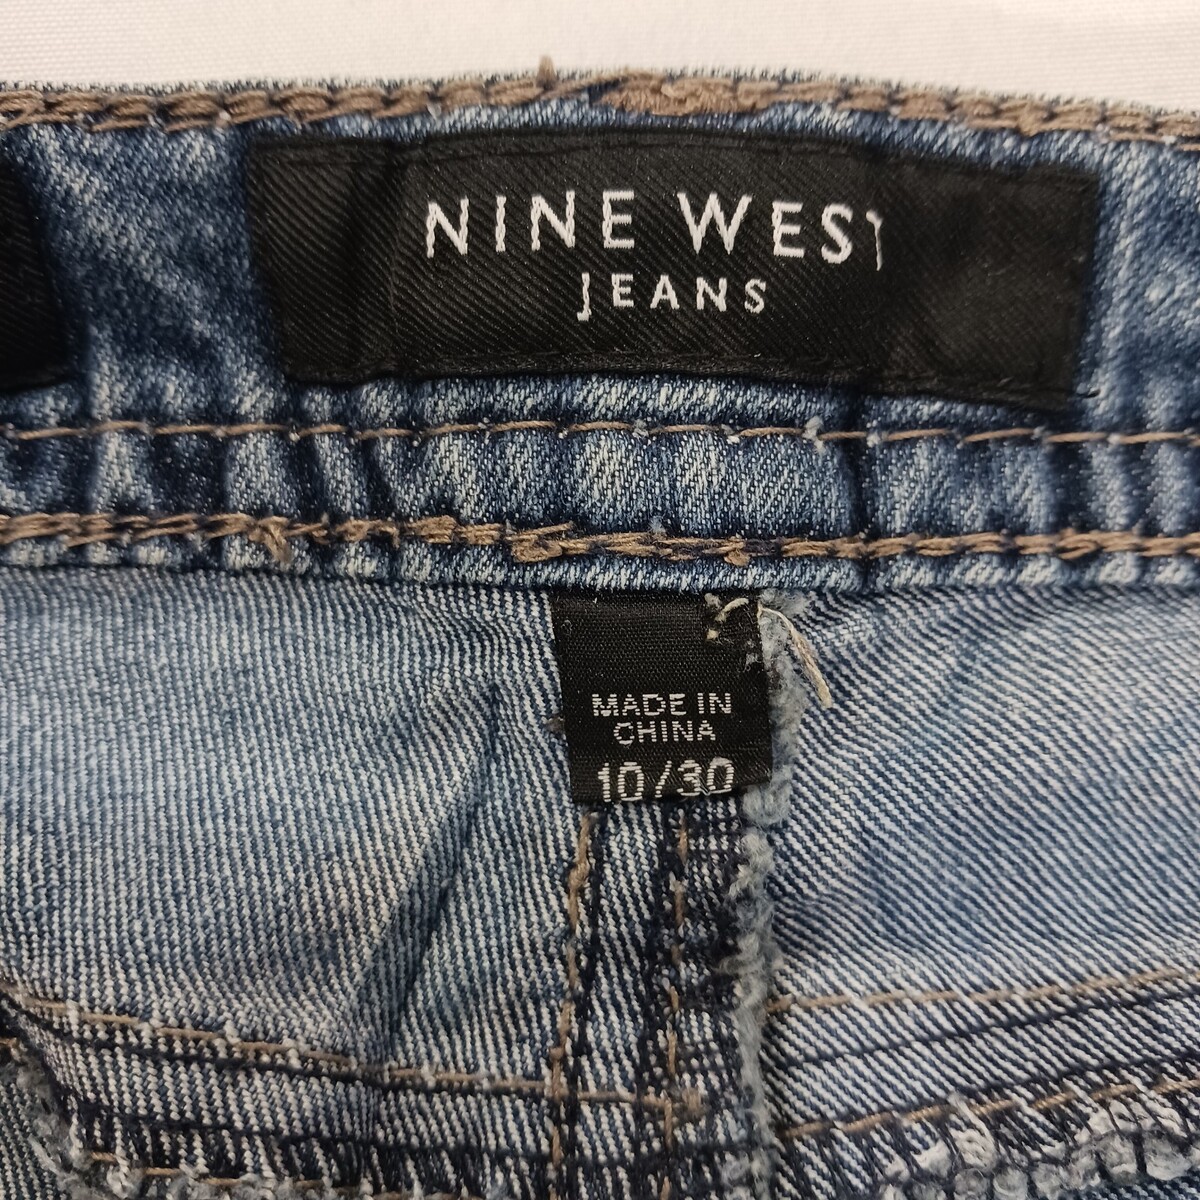 NINE WEST
JEANS
MADE IN
CHINA
10/30